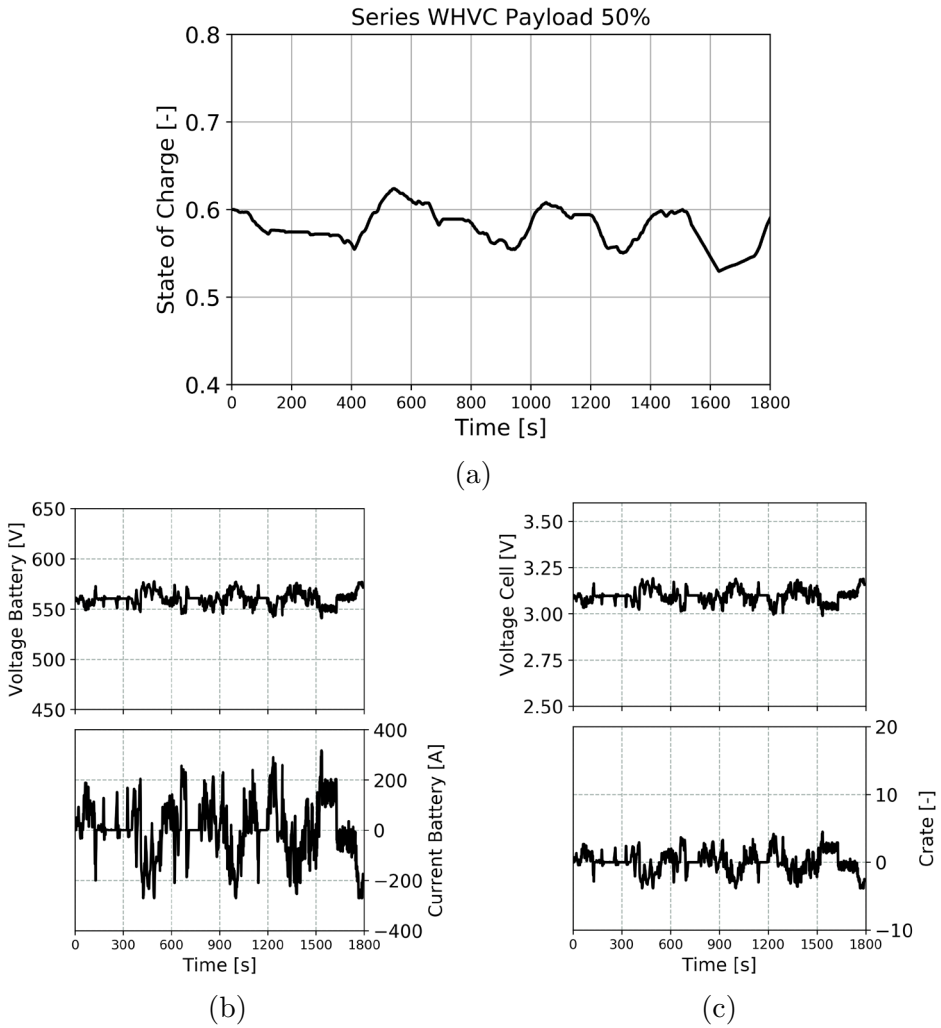 Series WHVC Payload 50%
0.8
0.7
0.6
0.5
0.4
State of Charge [-]
0 200 400 600 800 1000 1200 1400 1600 1800
Time [s]
(a)
650
600
550
500
450
Voltage Battery [V]
400
200
0
−200
−400
Currrent Battery [A]
0 300 600 900 1200 1500 1800
Time [s]
(b)
3.50
3.25
3.00
2.75
2.50
Voltage Cell [V]
20
10
0
−10
Crate [-]
0 300 600 900 1200 1500 1800
Time [s]
(c)